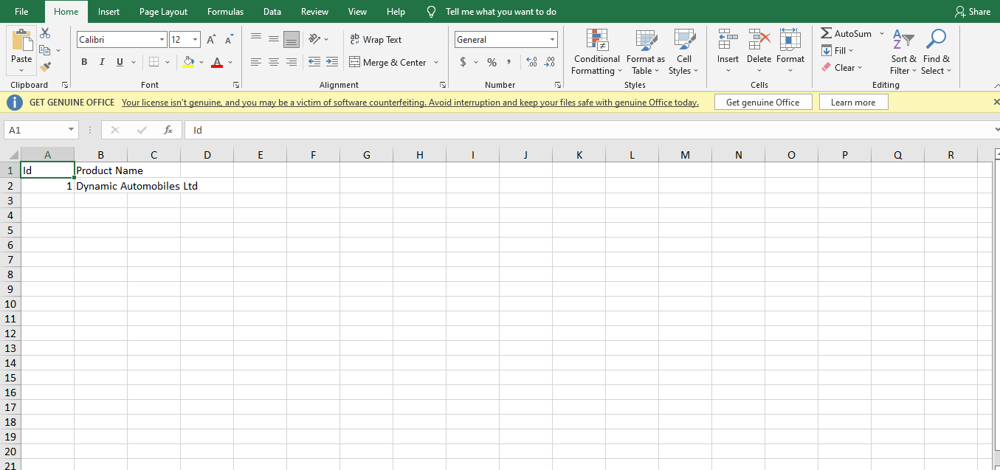 File Home Insert Page Layout Formulas Data Review View Help Tell me what you want to do Share
Paste
Calibri 12
B I U A
ab Wrap Text
Merge & Center
General
$ % , .00 .0
Conditional Formatting
Format as Table
Cell Styles
Insert Delete Format
AutoSum
Fill
Clear
Sort & Filter
Find & Select
Clipboard Font Alignment Number Styles Cells Editing
GET GENUINE OFFICE Your license isn't genuine, and you may be a victim of software counterfeiting. Avoid interruption and keep your files safe with genuine Office today. Get genuine Office Learn more
A1 fx Id
A B C D E F G H I J K L M N O P Q R
1 Id Product Name
2 1 Dynamic Automobiles Ltd
3
4
5
6
7
8
9
10
11
12
13
14
15
16
17
18
19
20
21